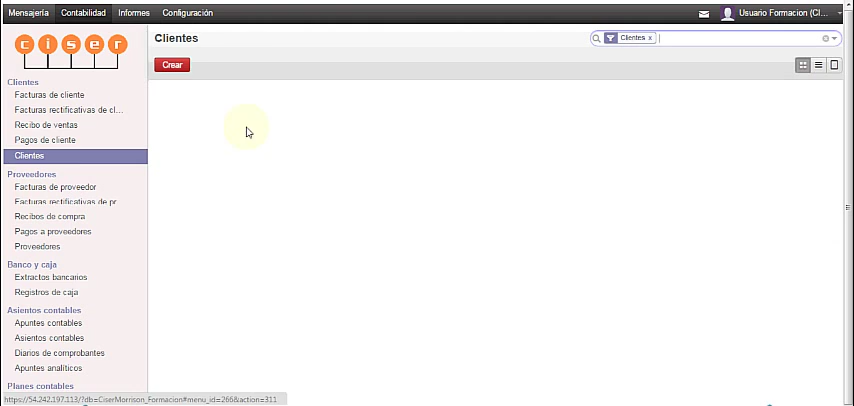 Mensajería Contabilidad Informes Configuración Usuario Formacion (CI...
ciser
Clientes
Clientes x
Crear
Clientes
Facturas de cliente
Facturas rectificativas de cl...
Recibo de ventas
Pagos de cliente
Clientes
Proveedores
Facturas de proveedor
Facturas rectificativas de pr
Recibos de compra
Pagos a proveedores
Proveedores
Banco y caja
Extractos bancarios
Registros de caja
Asientos contables
Apuntes contables
Asientos contables
Diarios de comprobantes
Apuntes analíticos
Planes contables
https://54.242.197.113/?db=CiserMorrison_Formacion#menu_id=266&action=311